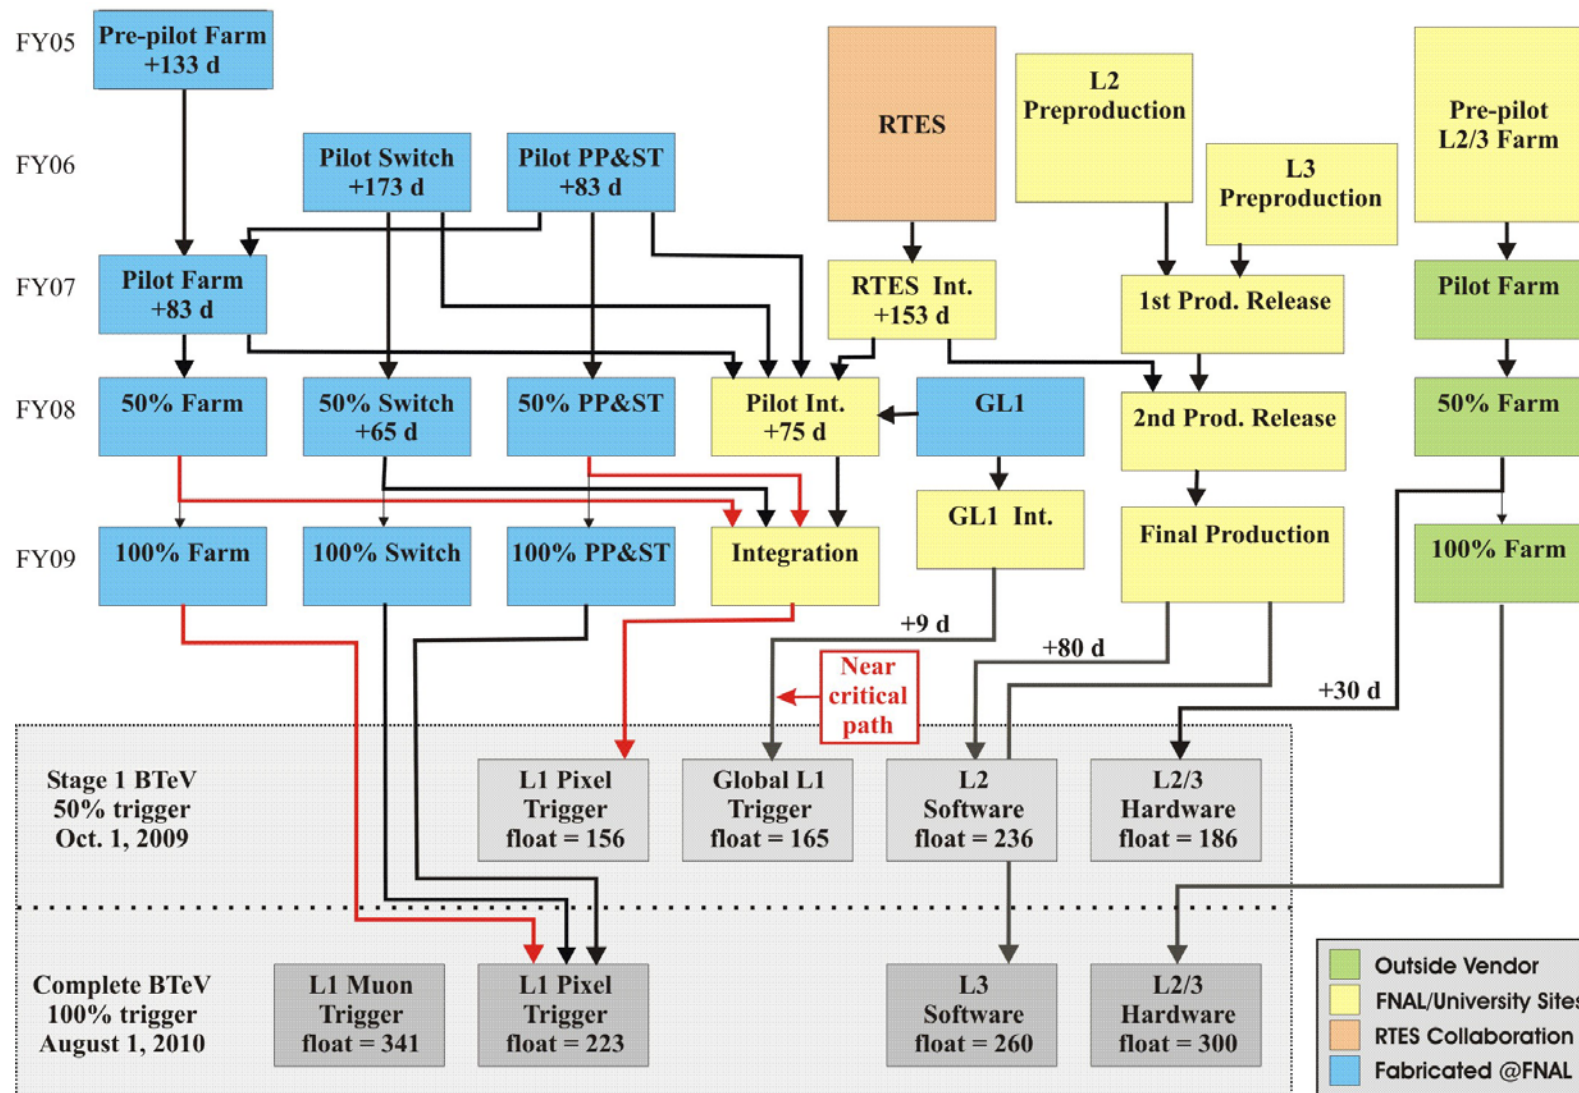 FY05
Pre-pilot Farm
+133 d
RTES
L2
Preproduction
Pre-pilot
L2/3 Farm
FY06
Pilot Switch
+173 d
Pilot PP&ST
+83 d
L3
Preproduction
FY07
Pilot Farm
+83 d
RTES Int.
+153 d
1st Prod. Release
Pilot Farm
FY08
50% Farm
50% Switch
+65 d
50% PP&ST
Pilot Int.
+75 d
GL1
2nd Prod. Release
50% Farm
FY09
100% Farm
100% Switch
100% PP&ST
Integration
GL1 Int.
Final Production
100% Farm
+9 d
+80 d
+30 d
Near
critical
path
Stage 1 BTeV
50% trigger
Oct. 1, 2009
L1 Pixel
Trigger
float = 156
Global L1
Trigger
float = 165
L2
Software
float = 236
L2/3
Hardware
float = 186
Complete BTeV
100% trigger
August 1, 2010
L1 Muon
Trigger
float = 341
L1 Pixel
Trigger
float = 223
L3
Software
float = 260
L2/3
Hardware
float = 300
Outside Vendor
FNAL/University Sites
RTES Collaboration
Fabricated @FNAL